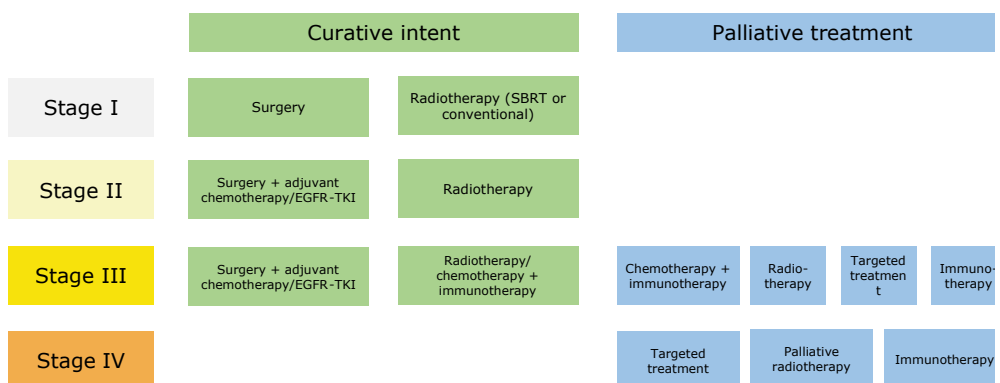 Curative intent
Palliative treatment
Stage I
Surgery
Radiotherapy (SBRT or
conventional)
Stage II
Surgery + adjuvant
chemotherapy/EGFR-TKI
Radiotherapy
Stage III
Surgery + adjuvant
chemotherapy/EGFR-TKI
Radiotherapy/
chemotherapy +
immunotherapy
Chemotherapy +
immunotherapy
Radio-
therapy
Targeted
treatmen
t
Immuno-
therapy
Stage IV
Targeted
treatment
Palliative
radiotherapy
Immunotherapy